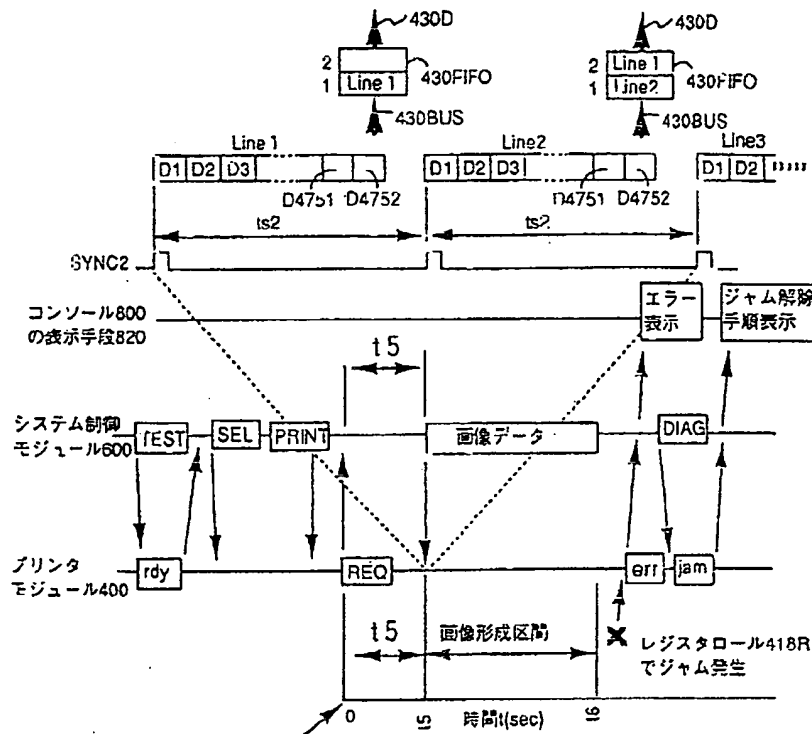 430D 430D
2 2 Line 1
1 Line 1 430FIFO 1 Line2 430FIFO
430BUS 430BUS
Line 1 Line2 Line3
D1 D2 D3 D1 D2 D3 D1 D2
D4751 D4752 D4751 D4752
ts2 ts2
SYNC2
コンソール800
の表示手段820
エラー
表示
ジャム解除
手順表示
t5
システム制御
モジュール600
TEST SEL PRINT 画像データ DIAG
プリンタ
モジュール400
rdy REQ err jam
t5 画像形成区間
レジスタロール418R
でジャム発生
0 t5 時間t(sec) t6